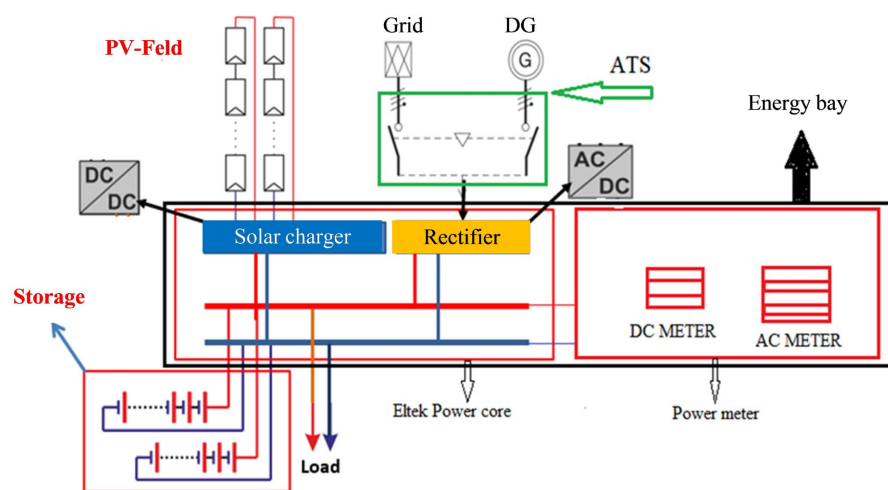 PV-Feld
Grid
DG
G
ATS
Energy bay
DC
DC
AC
DC
Solar charger
Rectifier
Storage
DC METER
AC METER
Eltek Power core
Power meter
Load